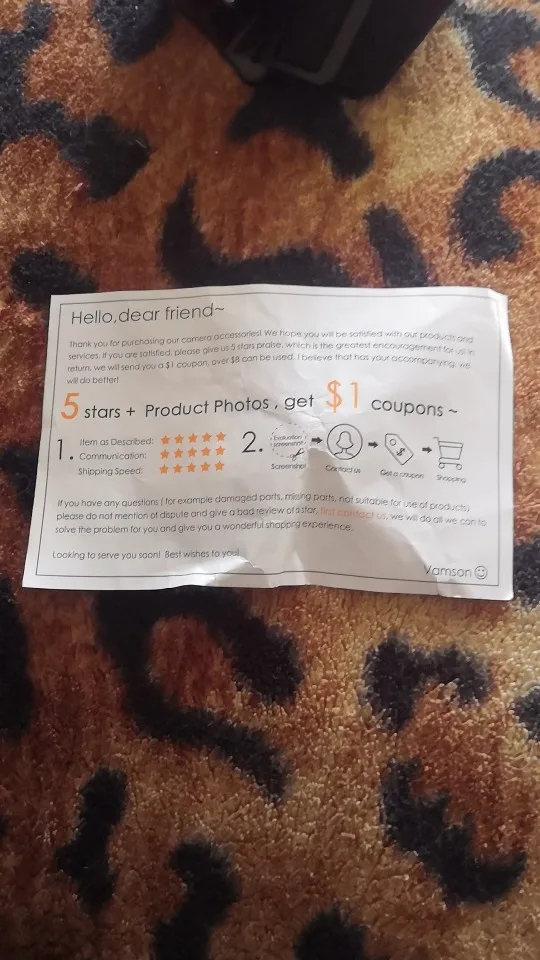 Hello,dear friend~
Thank you for purchasing our camera accessories! We hope you will be satisfied with our products and
services. If you are satisfied, please give us 5 stars praise, which is the greatest encouragement for us! In
return, we will send you a $1 coupon, over $8 can be used. I believe that has your accompanying, we
will do better!
5 stars + Product Photos , get $1 coupons ~
1. Item as Described: ★★★★★
Communication: ★★★★★
Shipping Speed: ★★★★★
2. Evaluation
screenshot
Screenshot Contact us Get a coupon Shopping
If you have any questions ( for example damaged parts, missing parts, not suitable for use of products)
please do not mention of dispute and give a bad review of a star, first contact us, we will do all we can to
solve the problem for you and give you a wonderful shopping experience.
Looking to serve you soon! Best wishes to you!
Vamson☺